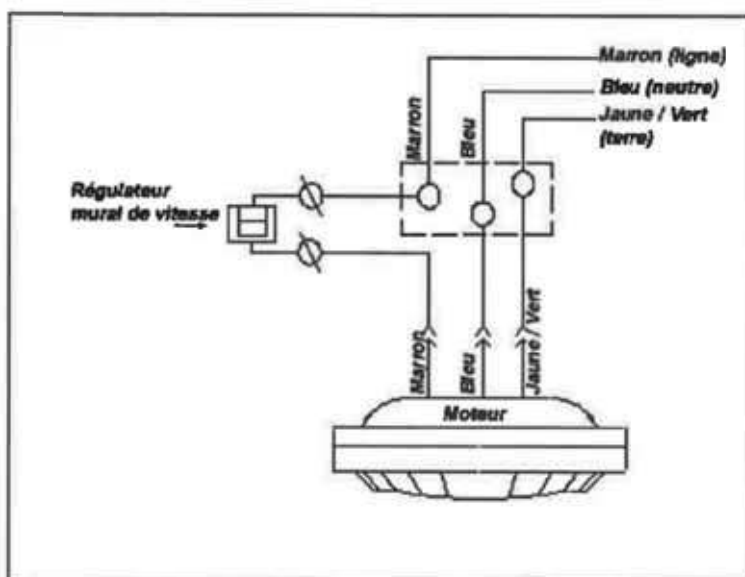 Marron (ligne)
Bleu (neutre)
Jaune / Vert
(terre)
Marron
Bleu
Régulateur
mural de vitesse
Marron
Bleu
Jaune / Vert
Moteur